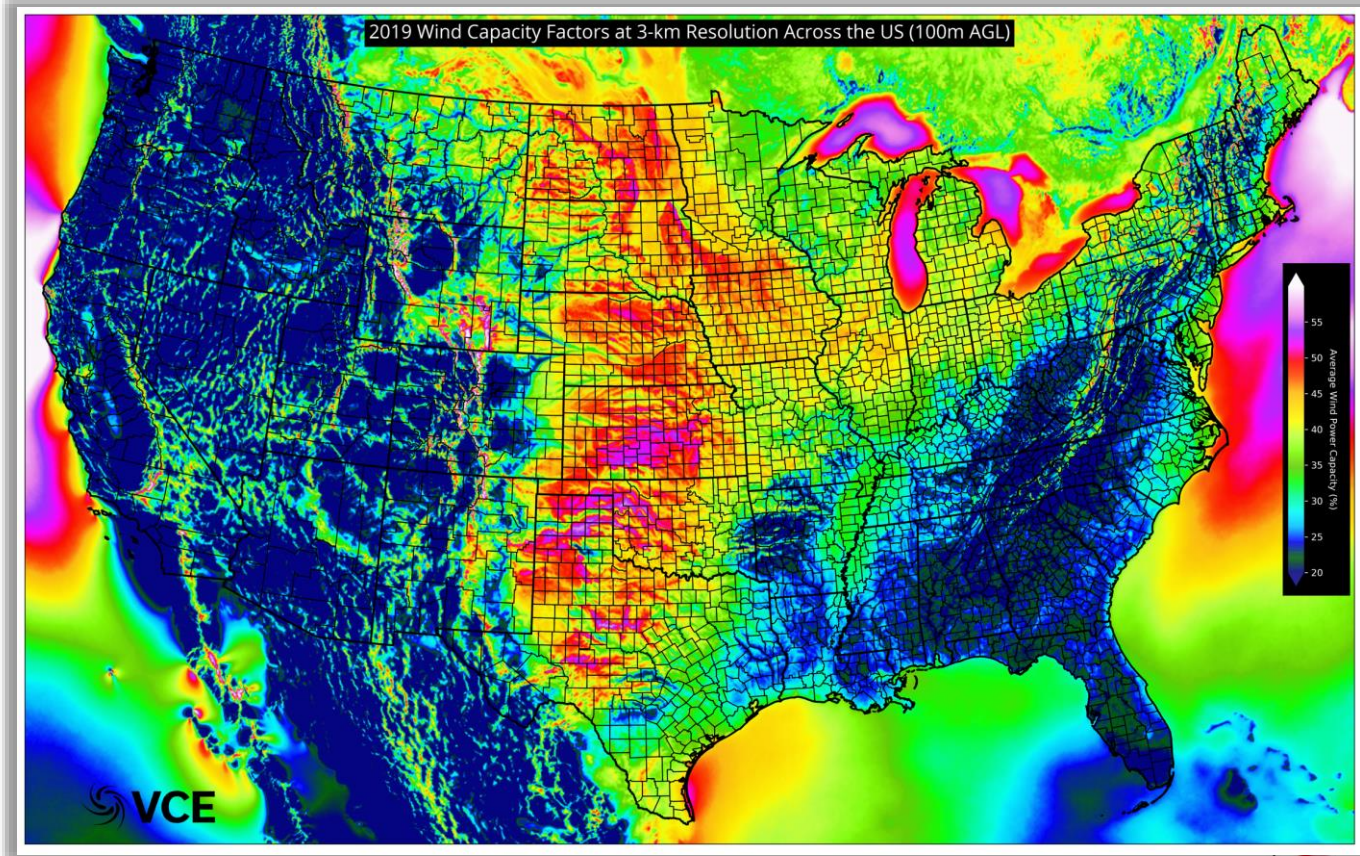 2019 Wind Capacity Factors at 3-km Resolution Across the US (100m AGL)
55
50
45
40
35
30
25
20
Average Wind Power Capacity (%)
VCE